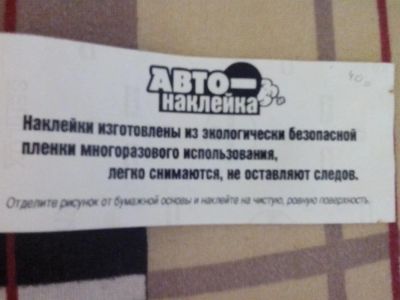 АВТО-
наклейка
Наклейки изготовлены из экологически безопасной
пленки многоразового использования,
легко снимаются, не оставляют следов.
Отделите рисунок от бумажной основы и наклейте на чистую, ровную поверхность.